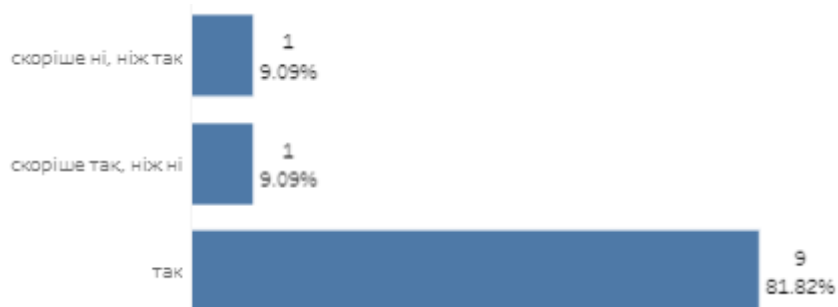 скоріше ні, ніж так
1
9.09%
скоріше так, ніж ні
1
9.09%
так
9
81.82%